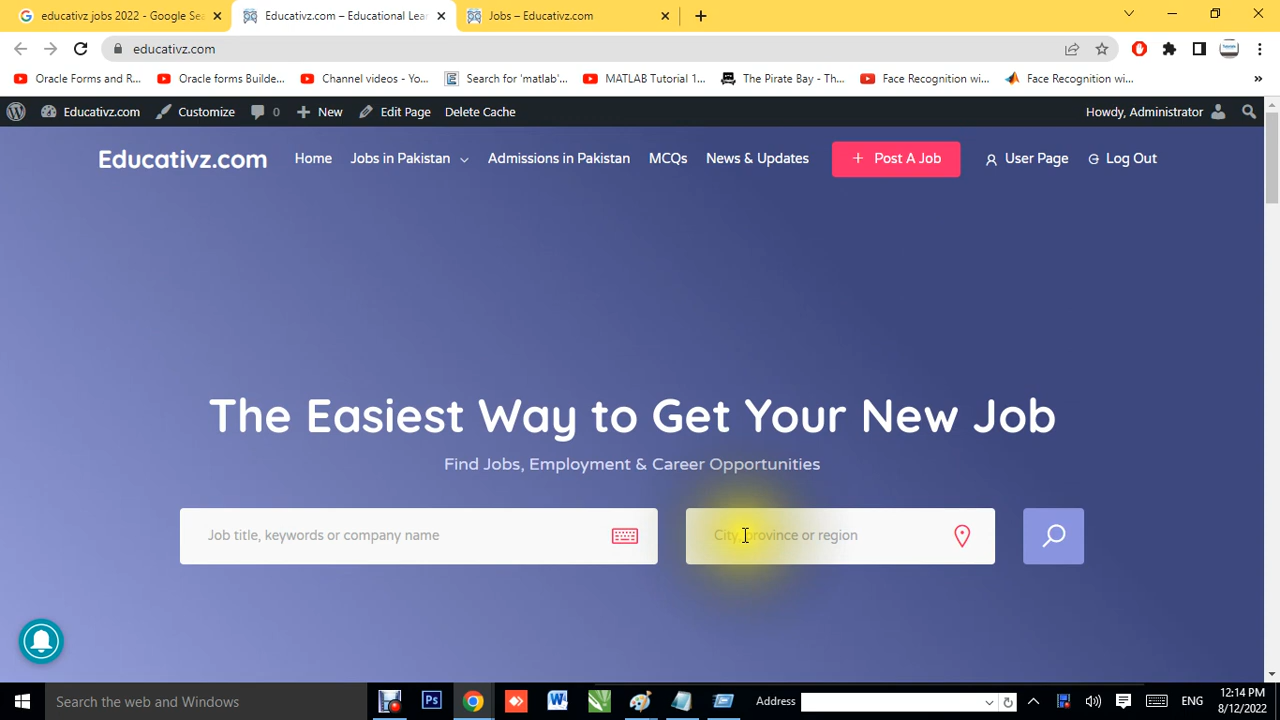 educativz jobs 2022 - Google Sea
Educativz.com – Educational Lear
Jobs – Educativz.com
educativz.com
Oracle Forms and R...
Oracle forms Builde...
Channel videos - Yo...
Search for 'matlab'...
MATLAB Tutorial 1...
The Pirate Bay - Th...
Face Recognition wi...
Face Recognition wi...
Educativz.com
Customize
0
New
Edit Page
Delete Cache
Howdy, Administrator
Educativz.com
Home
Jobs in Pakistan
Admissions in Pakistan
MCQs
News & Updates
Post A Job
User Page
Log Out
The Easiest Way to Get Your New Job
Find Jobs, Employment & Career Opportunities
Job title, keywords or company name
City, province or region
Search the web and Windows
Address
ENG
12:14 PM
8/12/2022